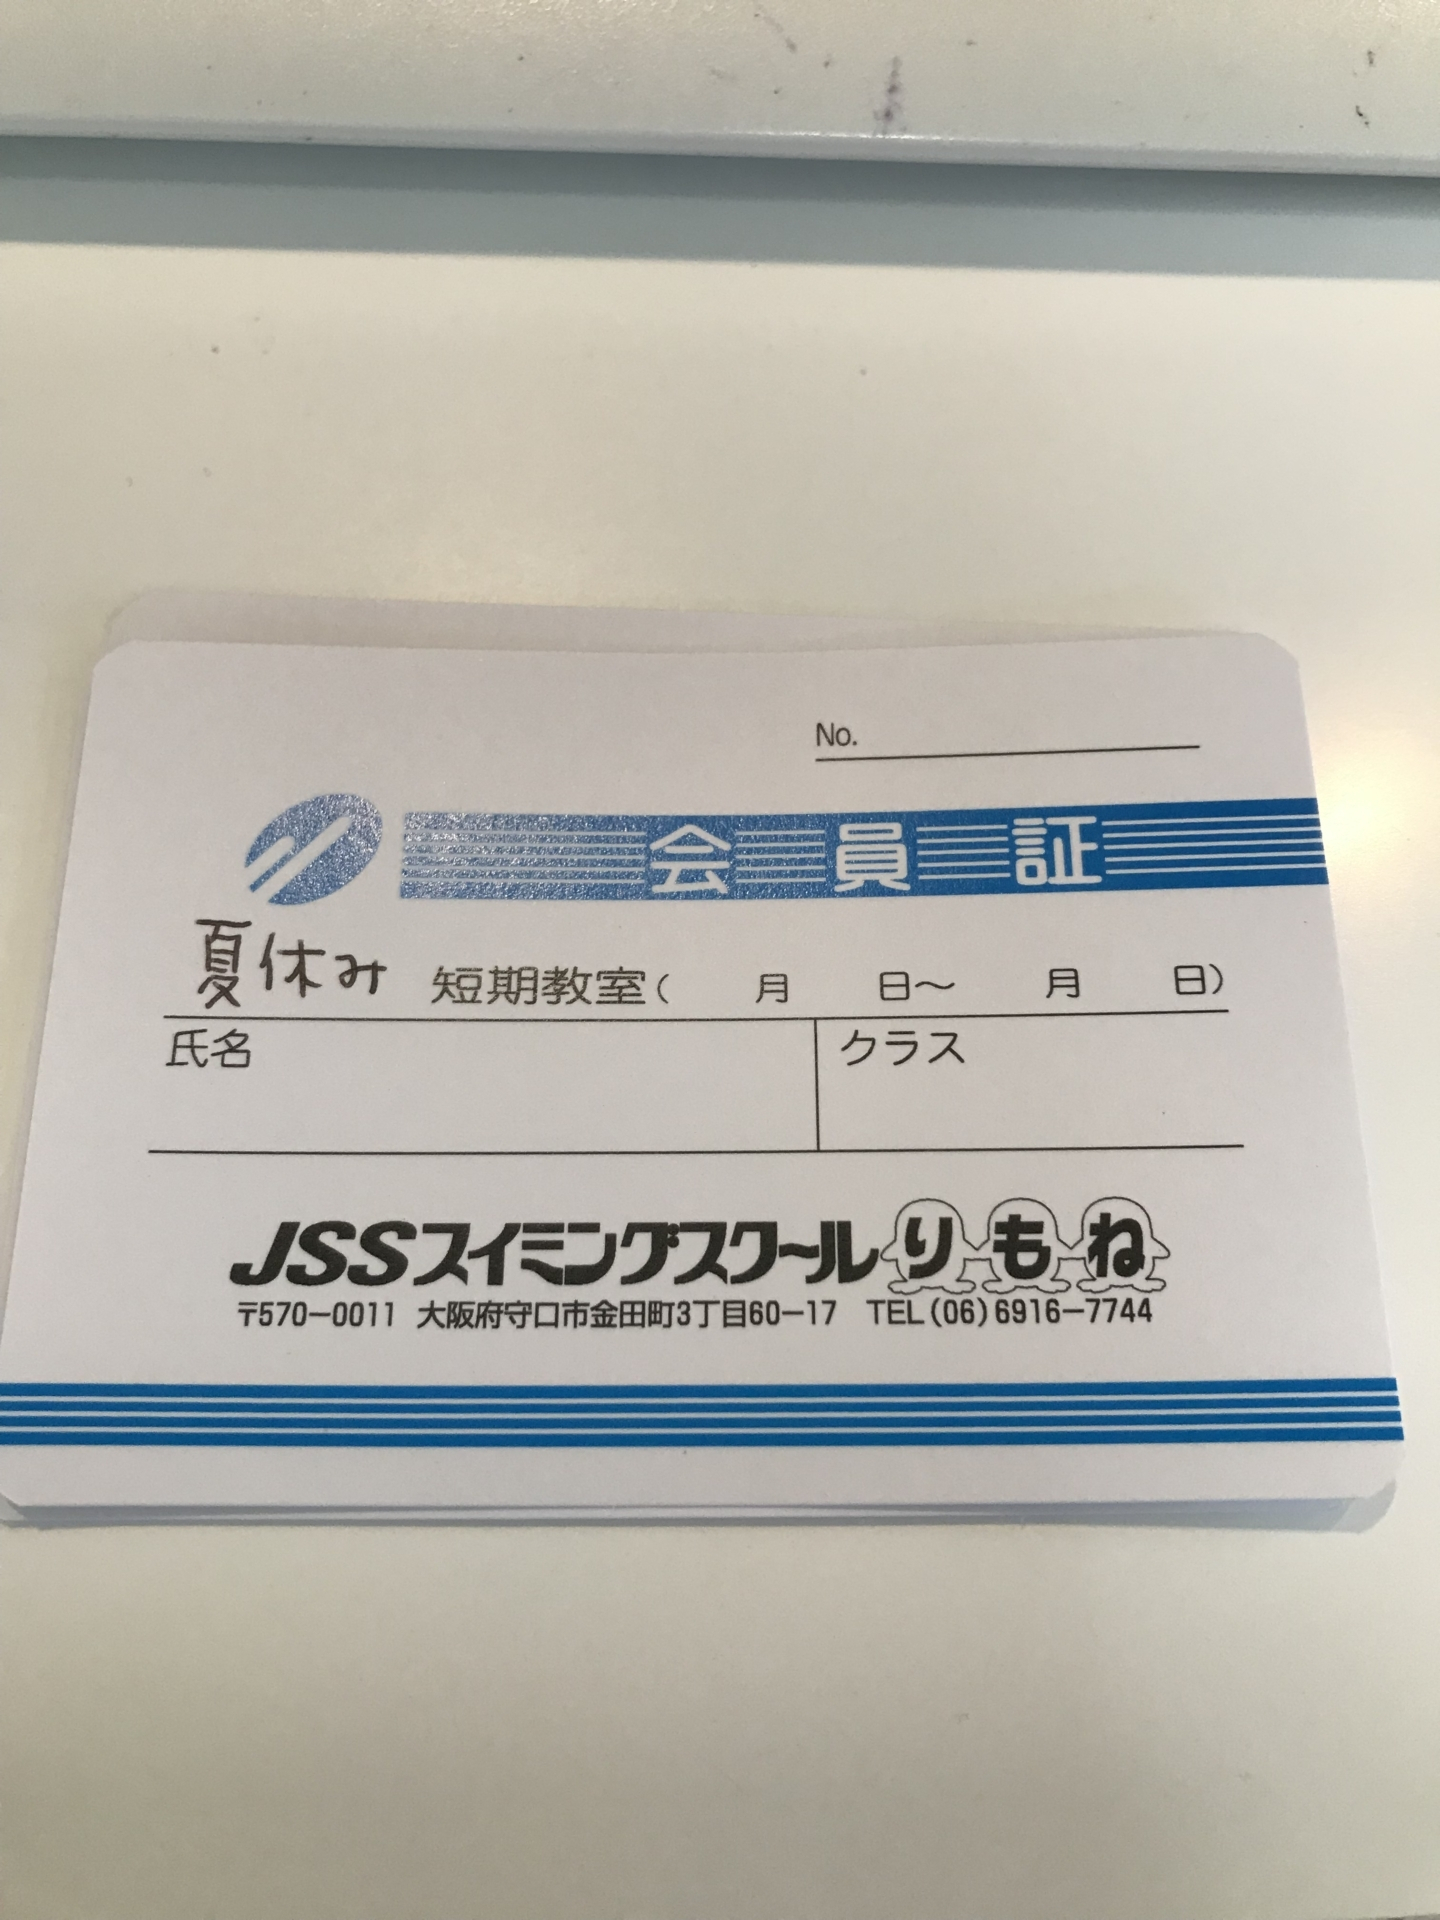 No.
会員証
夏休み 短期教室( 月 日〜 月 日)
氏名 クラス
JSSスイミングスクールりもね
〒570-0011 大阪府守口市金田町3丁目60-17 TEL(06)6916-7744